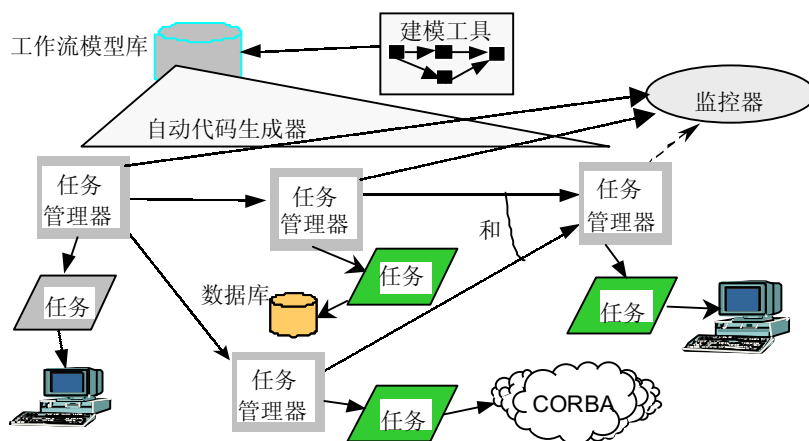 工作流模型库
建模工具
监控器
自动代码生成器
任务
管理器
任务
管理器
任务
管理器
和
任务
数据库
任务
任务
任务
管理器
任务
CORBA